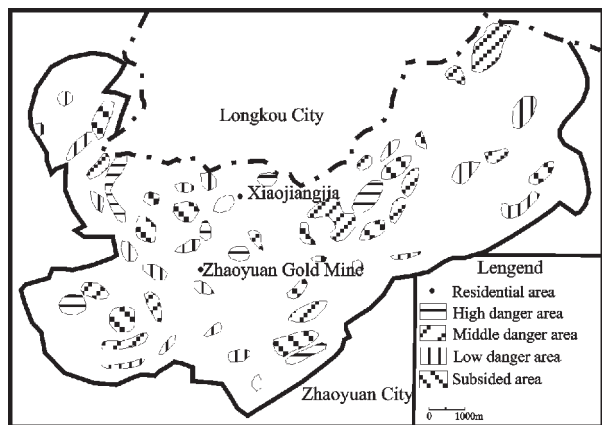 Longkou City
Xiaojiangjia
Zhaoyuan Gold Mine
Zhaoyuan City
Lengend
Residential area
High danger area
Middle danger area
Low danger area
Subsided area
0 1000m